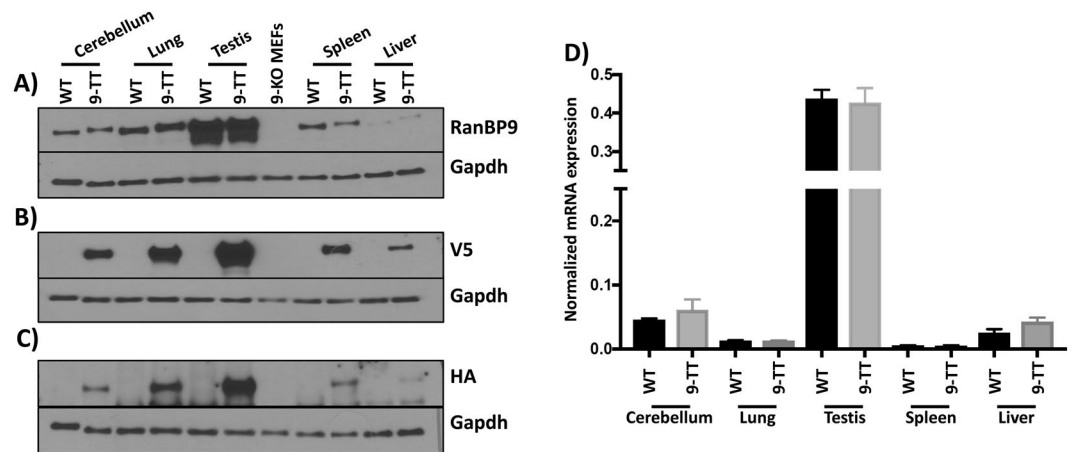 Cerebellum Lung Testis 9-KO MEFs Spleen Liver
WT 9-TT WT 9-TT WT 9-TT WT 9-TT WT 9-TT
A)
RanBP9
Gapdh
B)
V5
Gapdh
C)
HA
Gapdh
D)
Normalized mRNA expression
0.5
0.4
0.3
0.2
0.1
0.0
WT 9-TT WT 9-TT WT 9-TT WT 9-TT WT 9-TT
Cerebellum Lung Testis Spleen Liver